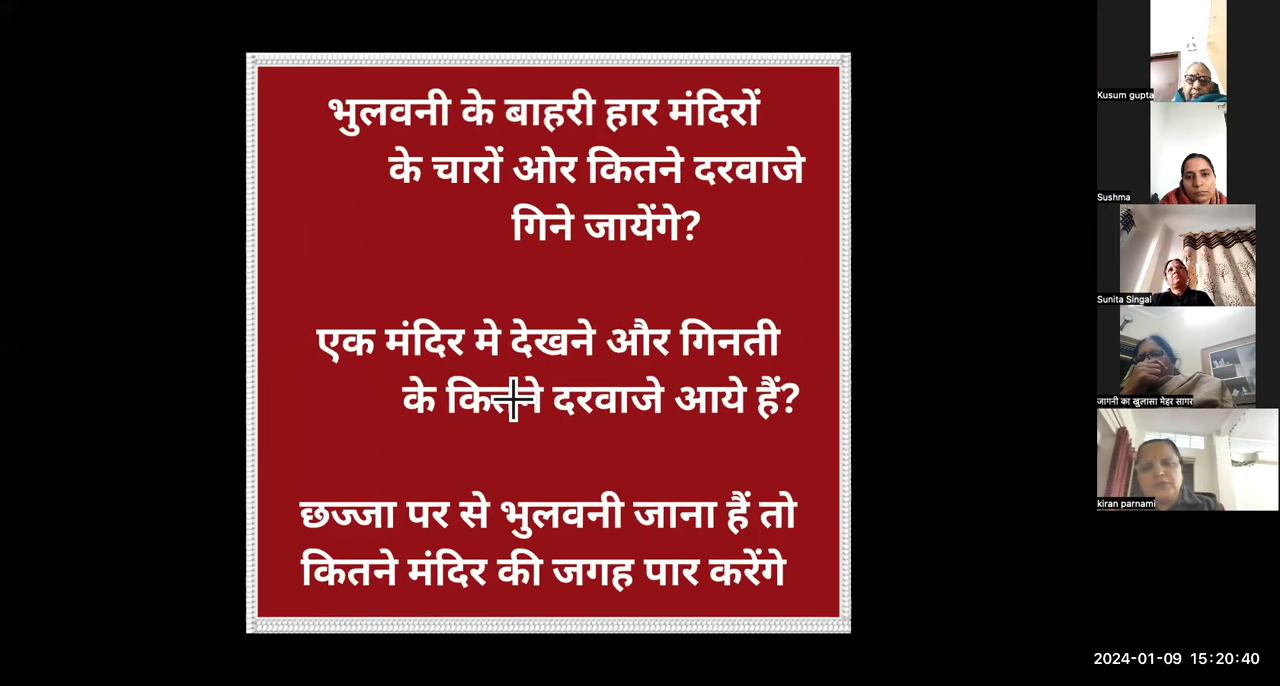 भुलवनी के बाहरी हार मंदिरों
के चारों ओर कितने दरवाजे
गिने जायेंगे?
एक मंदिर मे देखने और गिनती
के कितने दरवाजे आये हैं?
छज्जा पर से भुलवनी जाना हैं तो
कितने मंदिर की जगह पार करेंगे
Kusum gupta
Sushma
Sunita Singal
जागनी का खुलासा मेहर सागर
kiran parnami
2024-01-09 15:20:40